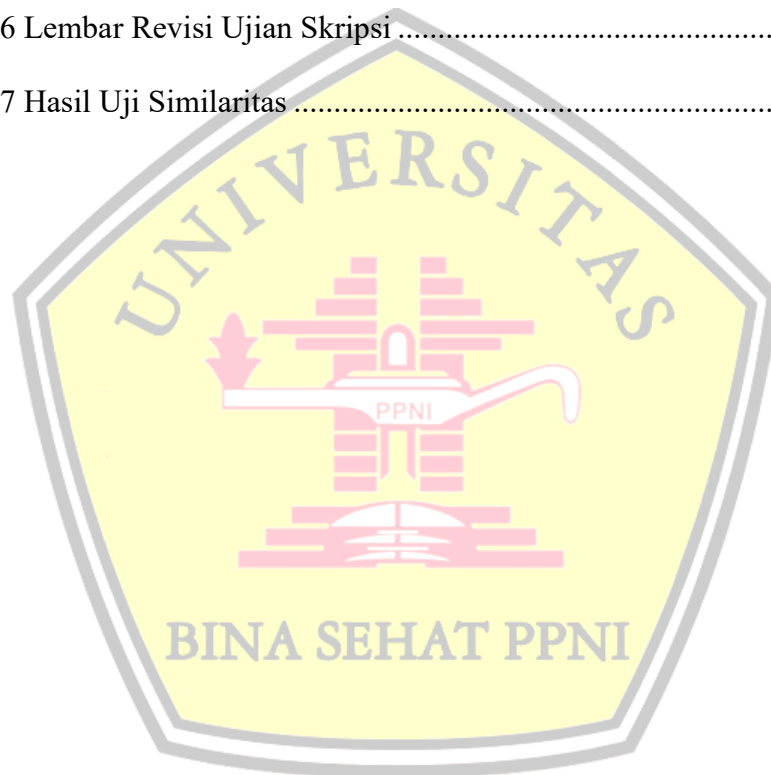 6 Lembar Revisi Ujian Skripsi ..............................................
7 Hasil Uji Similaritas ...........................................................
UNIVERSITAS
PPNI
BINA SEHAT PPNI